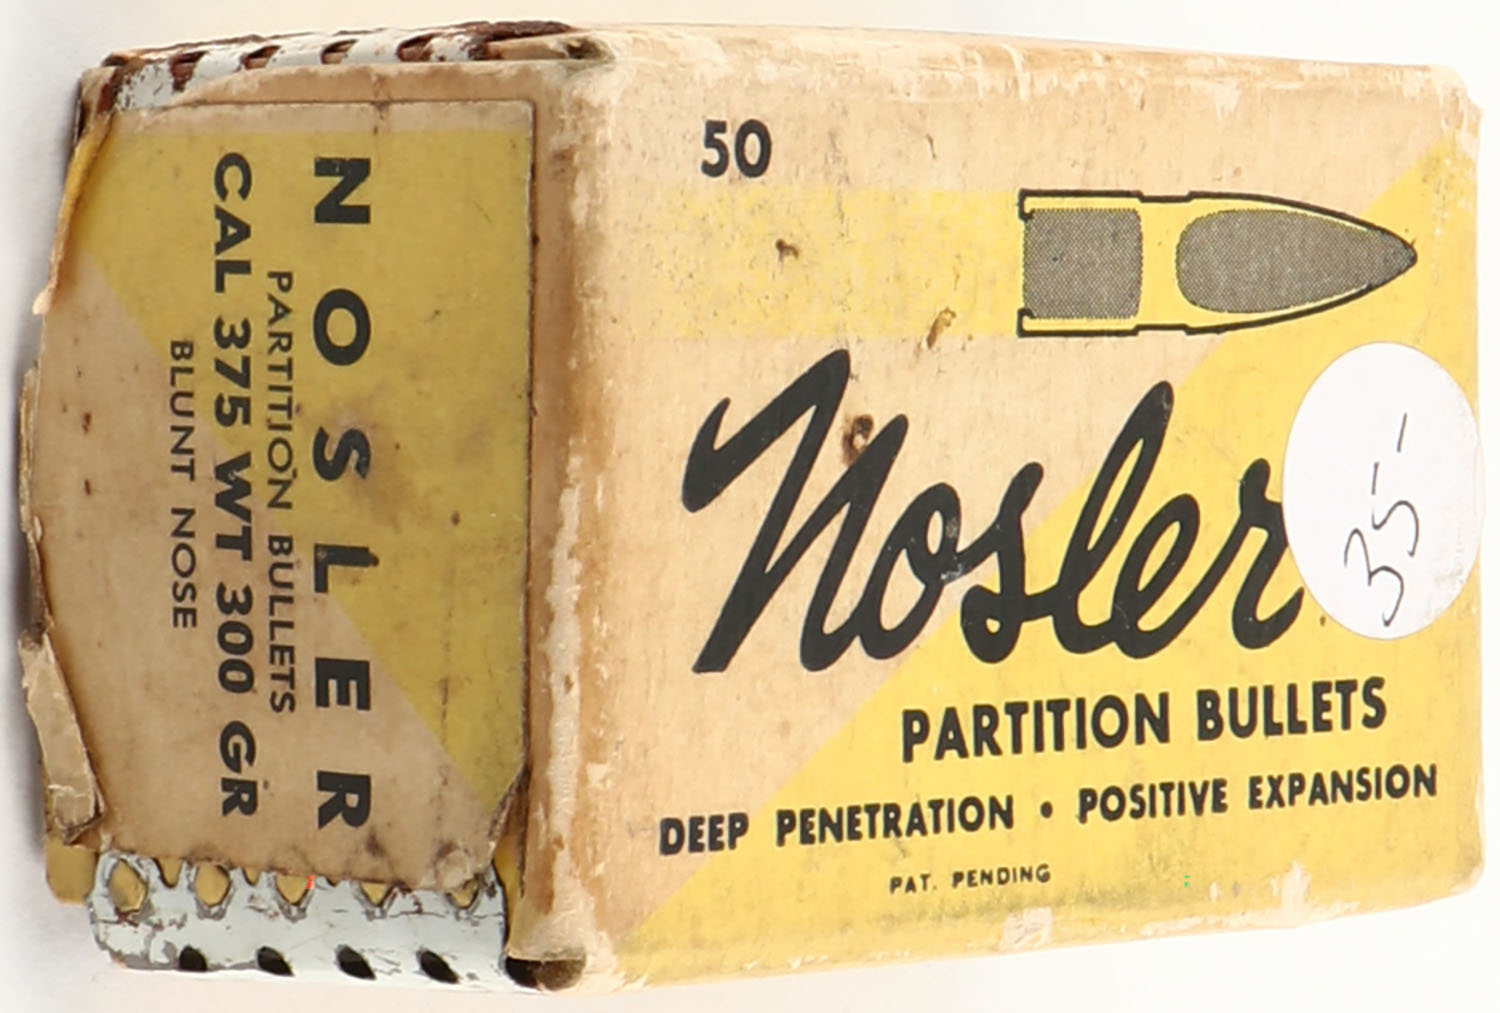 NOSLER
PARTITION BULLETS
CAL 375 WT 300 GR
BLUNT NOSE
50
Nosler
35-
PARTITION BULLETS
DEEP PENETRATION • POSITIVE EXPANSION
PAT. PENDING